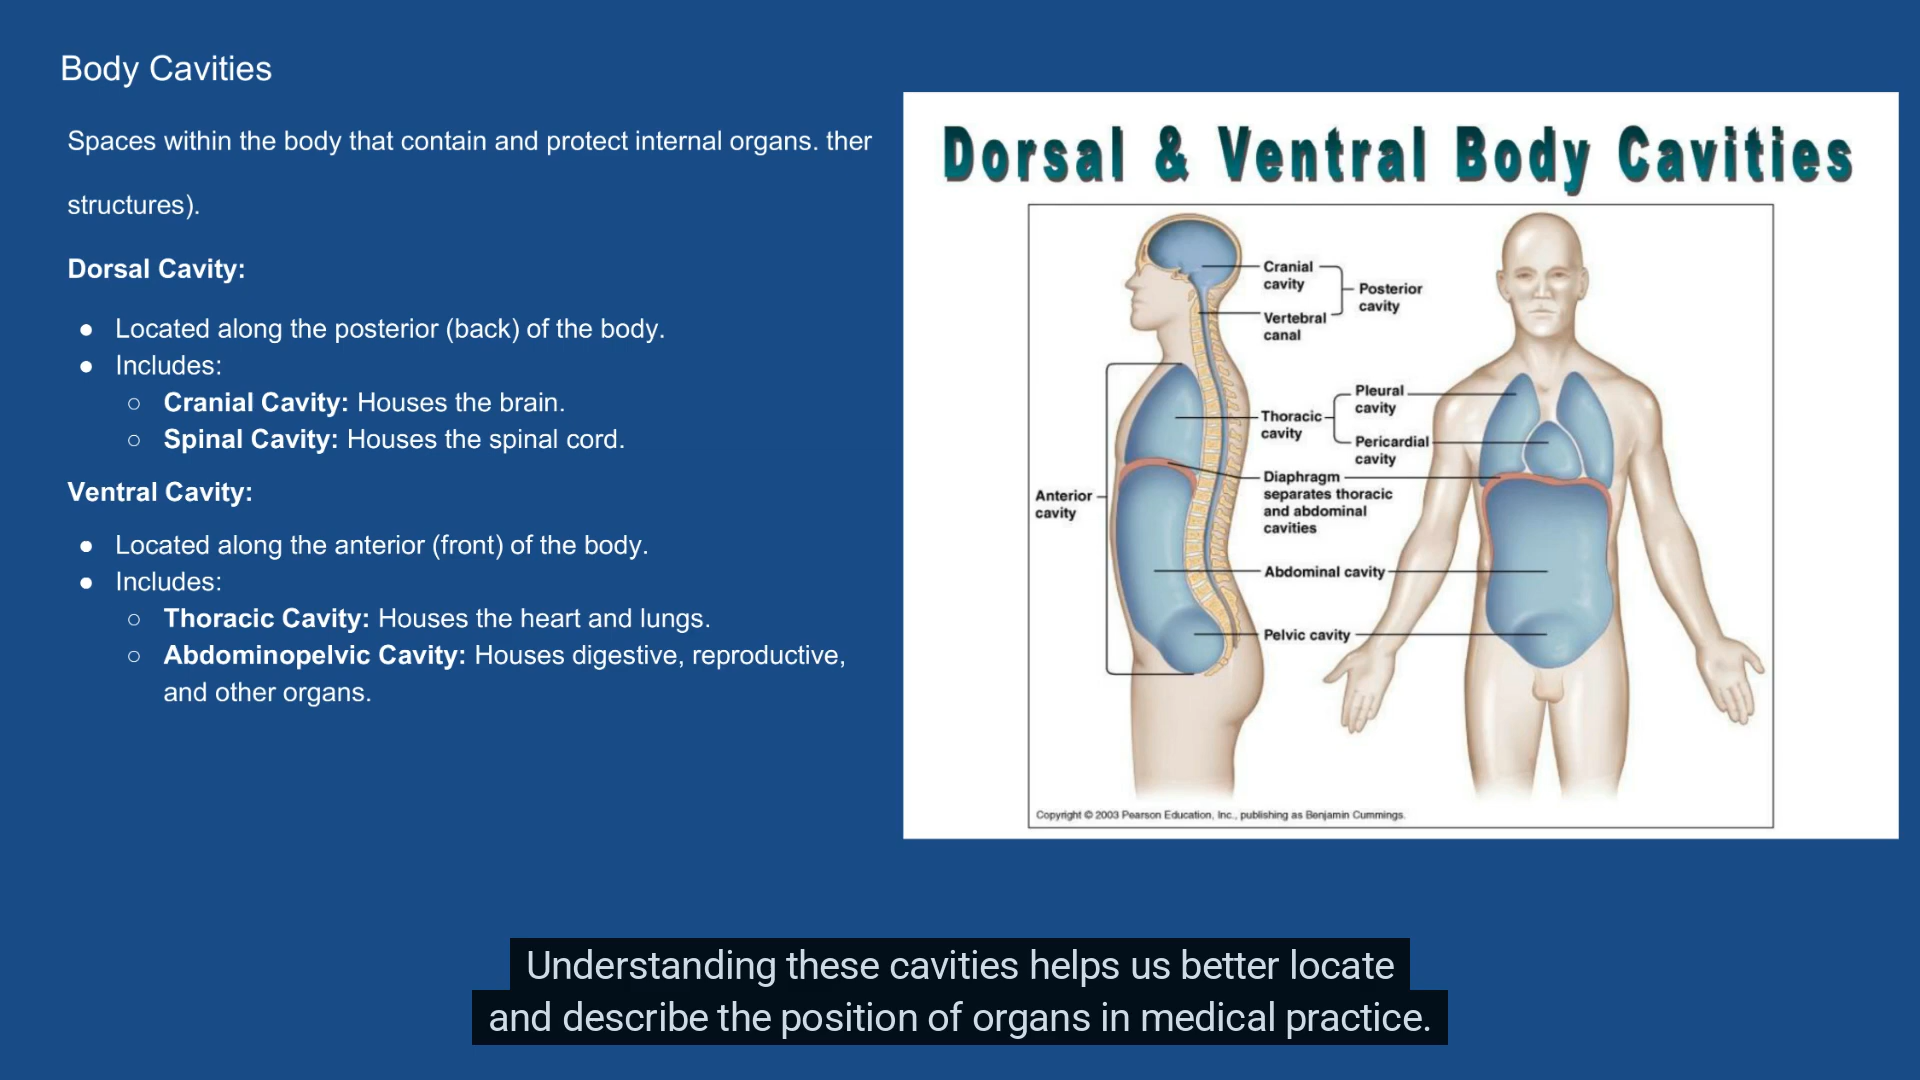 Body Cavities
Spaces within the body that contain and protect internal organs. ther
structures).
Dorsal Cavity:
● Located along the posterior (back) of the body.
● Includes:
○ Cranial Cavity: Houses the brain.
○ Spinal Cavity: Houses the spinal cord.
Ventral Cavity:
● Located along the anterior (front) of the body.
● Includes:
○ Thoracic Cavity: Houses the heart and lungs.
○ Abdominopelvic Cavity: Houses digestive, reproductive,
and other organs.
Dorsal & Ventral Body Cavities
Cranial
cavity
Vertebral
canal
Posterior
cavity
Thoracic
cavity
Pleural
cavity
Pericardial
cavity
Diaphragm
separates thoracic
and abdominal
cavities
Anterior
cavity
Abdominal cavity
Pelvic cavity
Copyright © 2003 Pearson Education, Inc., publishing as Benjamin Cummings.
Understanding these cavities helps us better locate
and describe the position of organs in medical practice.